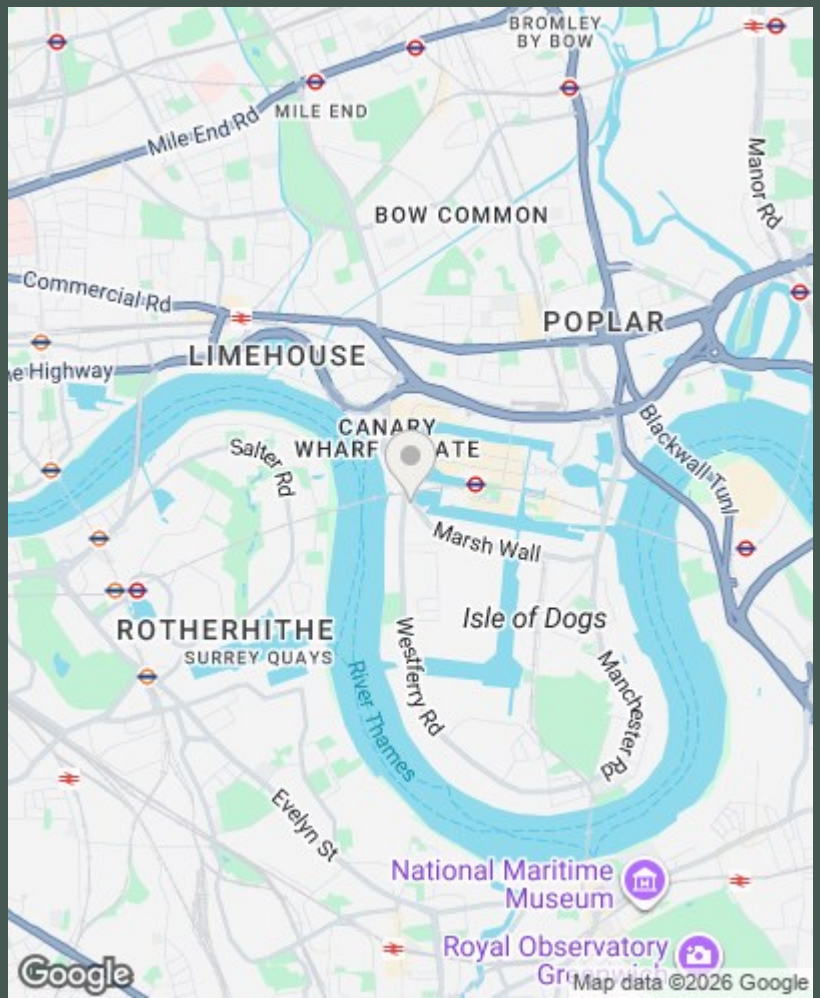 BROMLEY
BY BOW
MILE END
Mile End Rd
Manor Rd
BOW COMMON
Commercial Rd
POPLAR
LIMEHOUSE
Highway
CANARY
WHARF
Salter Rd
Blackwall Tunl
Marsh Wall
Isle of Dogs
ROTHERHITHE
SURREY QUAYS
Westferry Rd
River Thames
Manchester Rd
Evelyn St
National Maritime
Museum
Royal Observatory
Google
Map data ©2026 Google